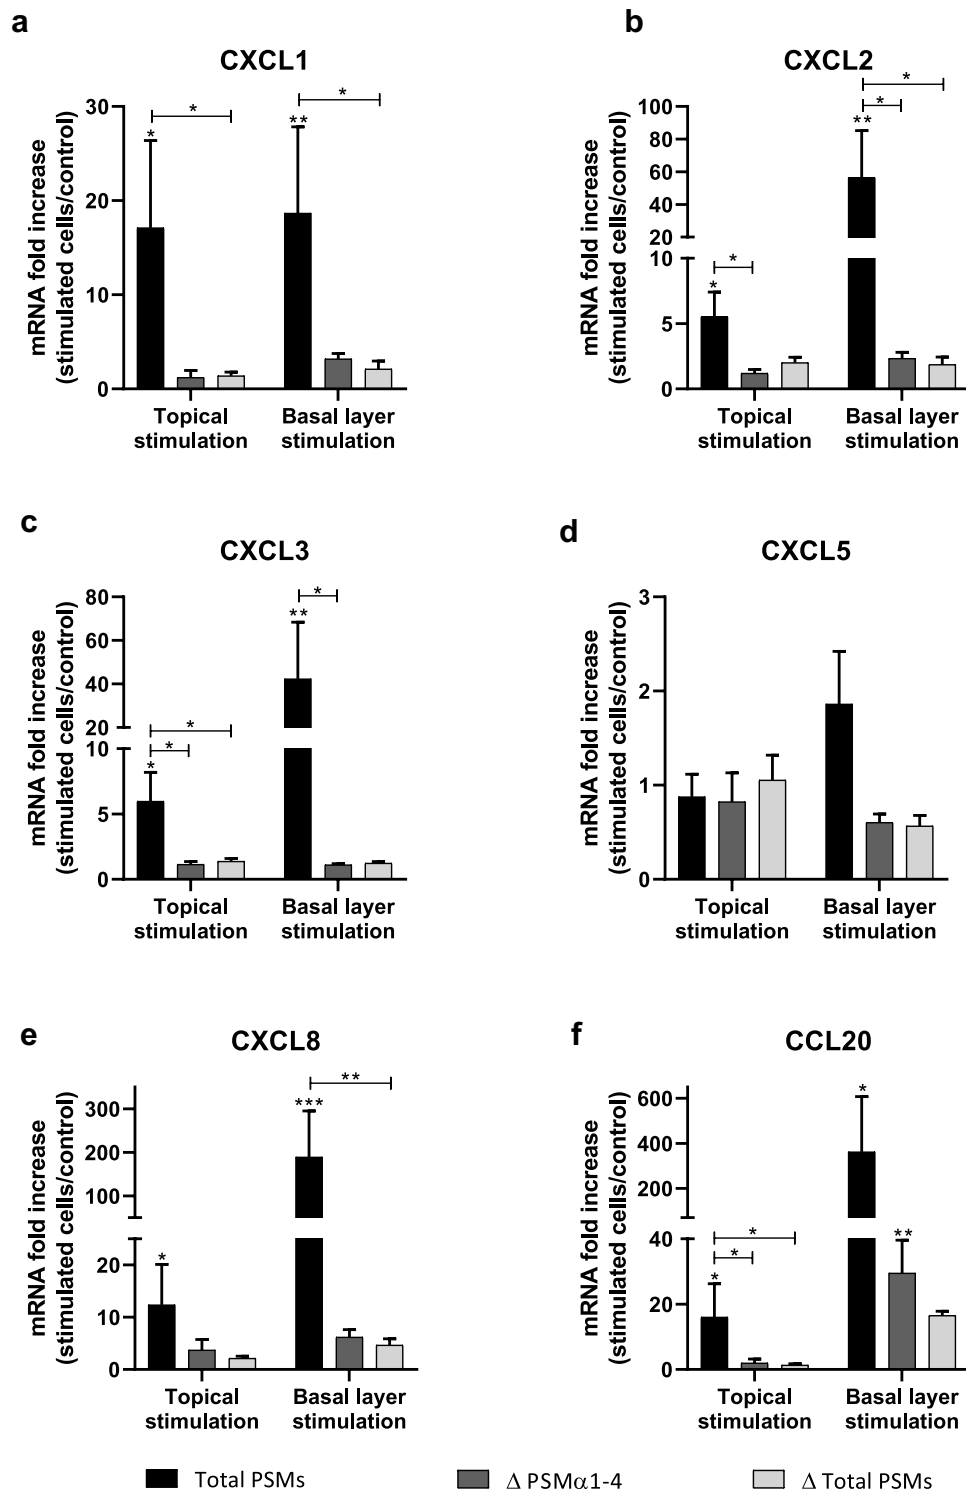 a
CXCL1
mRNA fold increase
(stimulated cells/control)
30
20
10
0
*
*
**
*
Topical
stimulation
Basal layer
stimulation
b
CXCL2
mRNA fold increase
(stimulated cells/control)
100
80
60
40
20
10
5
0
*
*
**
*
*
Topical
stimulation
Basal layer
stimulation
c
CXCL3
mRNA fold increase
(stimulated cells/control)
80
60
40
20
10
5
0
*
*
*
**
*
Topical
stimulation
Basal layer
stimulation
d
CXCL5
mRNA fold increase
(stimulated cells/control)
3
2
1
0
Topical
stimulation
Basal layer
stimulation
e
CXCL8
mRNA fold increase
(stimulated cells/control)
300
200
100
20
10
0
*
***
**
Topical
stimulation
Basal layer
stimulation
f
CCL20
mRNA fold increase
(stimulated cells/control)
600
400
200
40
20
0
*
*
*
*
**
Topical
stimulation
Basal layer
stimulation
Total PSMs
Δ PSMα1-4
Δ Total PSMs